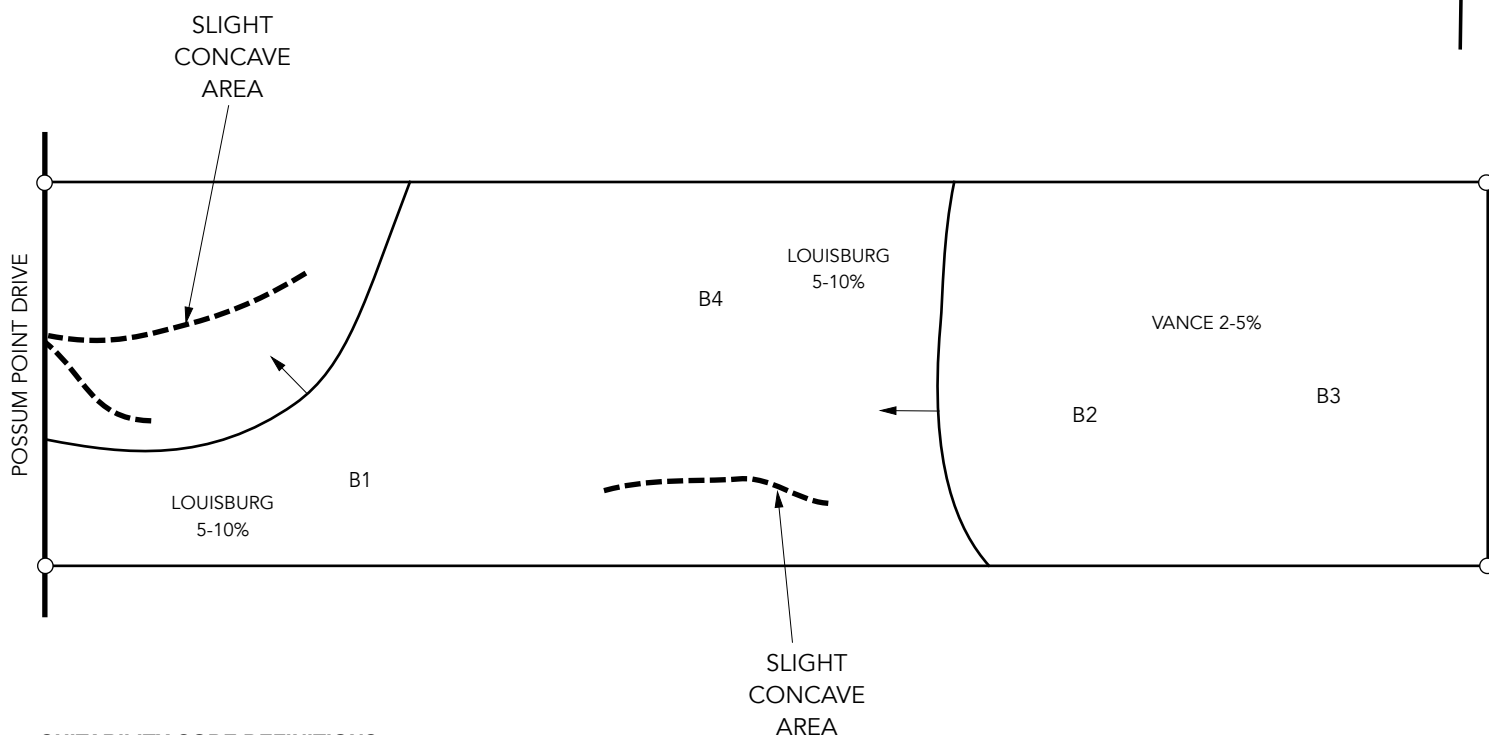 SLIGHT
CONCAVE
AREA
POSSUM POINT DRIVE
LOUISBURG
5-10%
B4
VANCE 2-5%
B3
B2
B1
LOUISBURG
5-10%
SLIGHT
CONCAVE
AREA